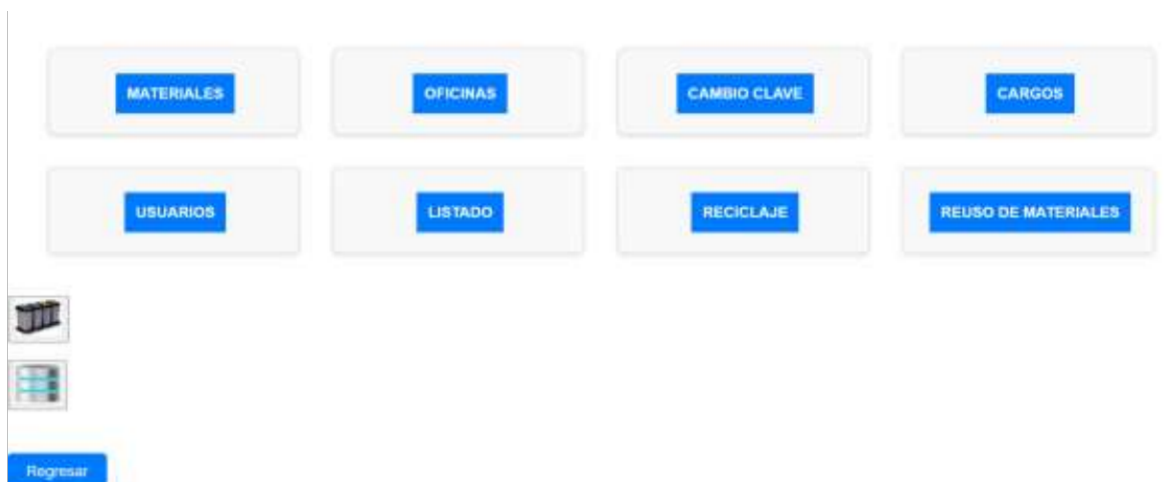 MATERIALES
OFICINAS
CAMBIO CLAVE
CARGOS
USUARIOS
LISTADO
RECICLAJE
REUSO DE MATERIALES
Regresar